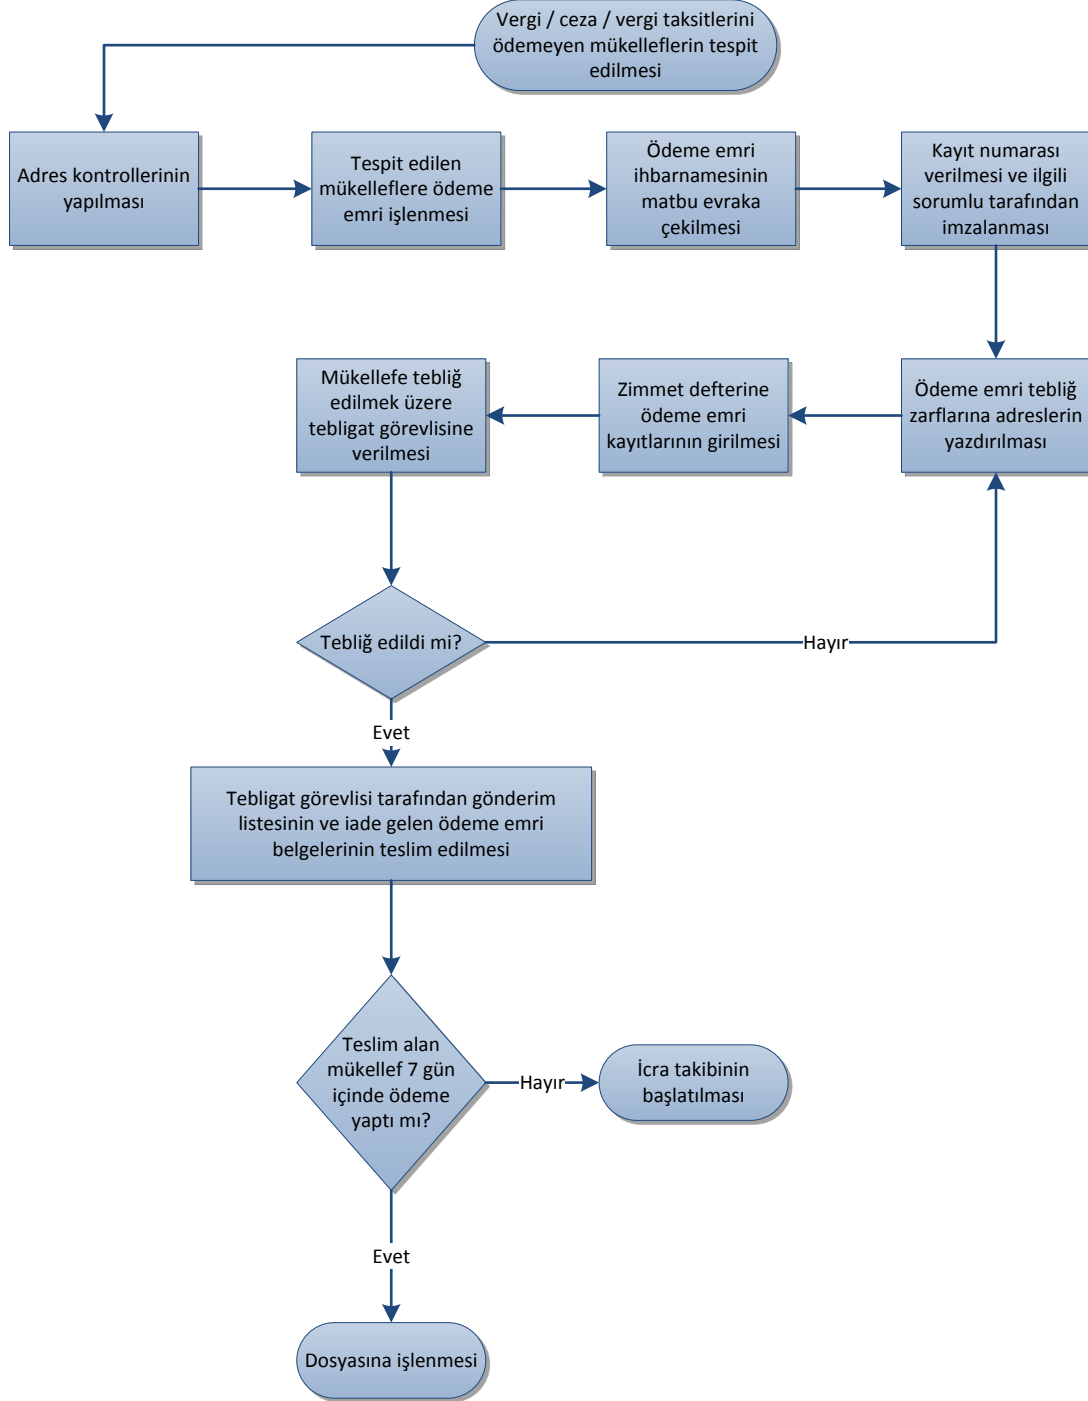 Vergi / ceza / vergi taksitlerini
ödemeyen mükelleflerin tespit
edilmesi
Adres kontrollerinin
yapılması
Tespit edilen
mükelleflere ödeme
emri işlenmesi
Ödeme emri
ihbarnamesinin
matbu evraka
çekilmesi
Kayıt numarası
verilmesi ve ilgili
sorumlu tarafından
imzalanması
Ödeme emri tebliğ
zarflarına adreslerin
yazdırılması
Zimmet defterine
ödeme emri
kayıtlarının girilmesi
Mükellefe tebliğ
edilmek üzere
tebligat görevlisine
verilmesi
Tebliğ edildi mi?
Hayır
Evet
Tebligat görevlisi tarafından gönderim
listesinin ve iade gelen ödeme emri
belgelerinin teslim edilmesi
Teslim alan
mükellef 7 gün
içinde ödeme
yaptı mı?
Hayır
İcra takibinin
başlatılması
Evet
Dosyasına işlenmesi